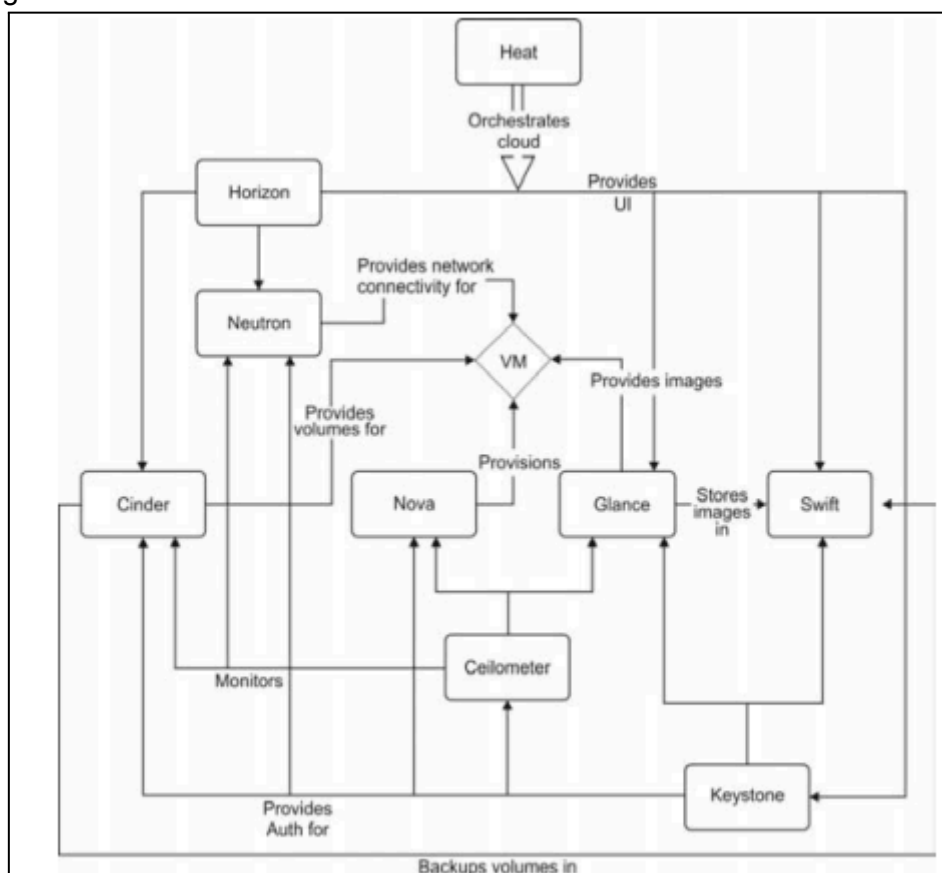 Heat
Orchestrates
cloud
Horizon
Provides
UI
Provides network
connectivity for
Neutron
VM
Provides images
Provides
volumes for
Provisions
Cinder
Nova
Glance
Stores
images
in
Swift
Ceilometer
Monitors
Keystone
Provides
Auth for
Backups volumes in